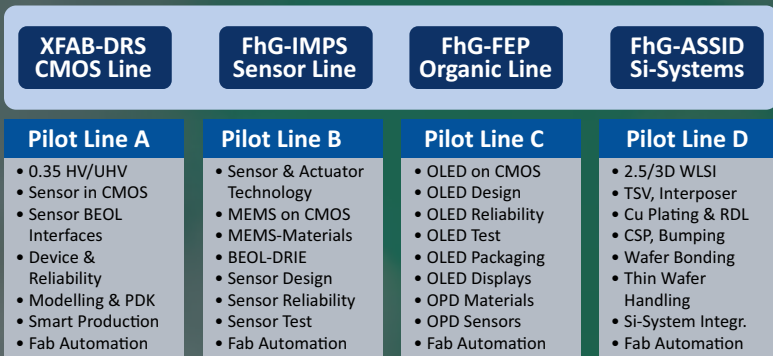 XFAB-DRS
CMOS Line
FhG-IMPS
Sensor Line
FhG-FEP
Organic Line
FhG-ASSID
Si-Systems
Pilot Line A
• 0.35 HV/UHV
• Sensor in CMOS
• Sensor BEOL
Interfaces
• Device &
Reliability
• Modelling & PDK
• Smart Production
• Fab Automation
Pilot Line B
• Sensor & Actuator
Technology
• MEMS on CMOS
• MEMS-Materials
• BEOL-DRIE
• Sensor Design
• Sensor Reliability
• Sensor Test
• Fab Automation
Pilot Line C
• OLED on CMOS
• OLED Design
• OLED Reliability
• OLED Test
• OLED Packaging
• OLED Displays
• OPD Materials
• OPD Sensors
• Fab Automation
Pilot Line D
• 2.5/3D WLSI
• TSV, Interposer
• Cu Plating & RDL
• CSP, Bumping
• Wafer Bonding
• Thin Wafer
Handling
• Si-System Integr.
• Fab Automation